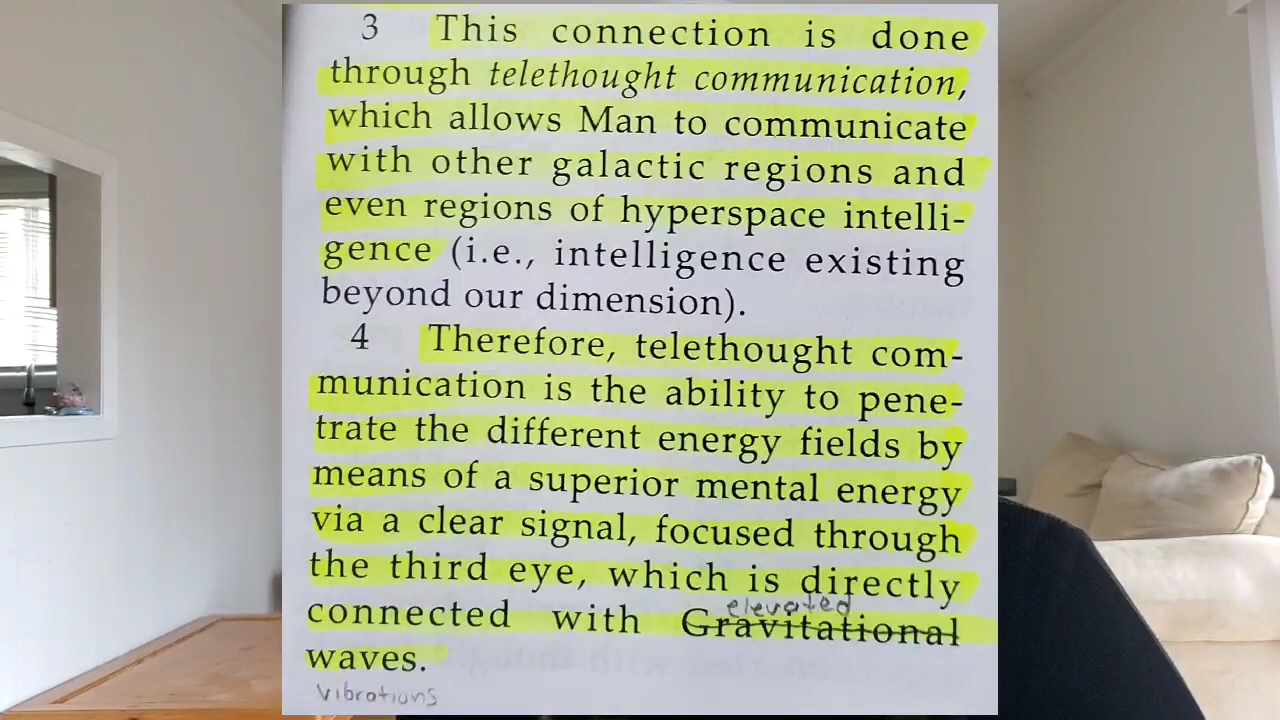 3 This connection is done
through telethought communication,
which allows Man to communicate
with other galactic regions and
even regions of hyperspace intelli-
gence (i.e., intelligence existing
beyond our dimension).
4 Therefore, telethought com-
munication is the ability to pene-
trate the different energy fields by
means of a superior mental energy
via a clear signal, focused through
the third eye, which is directly
elevated
connected with Gravitational
waves.
vibrations